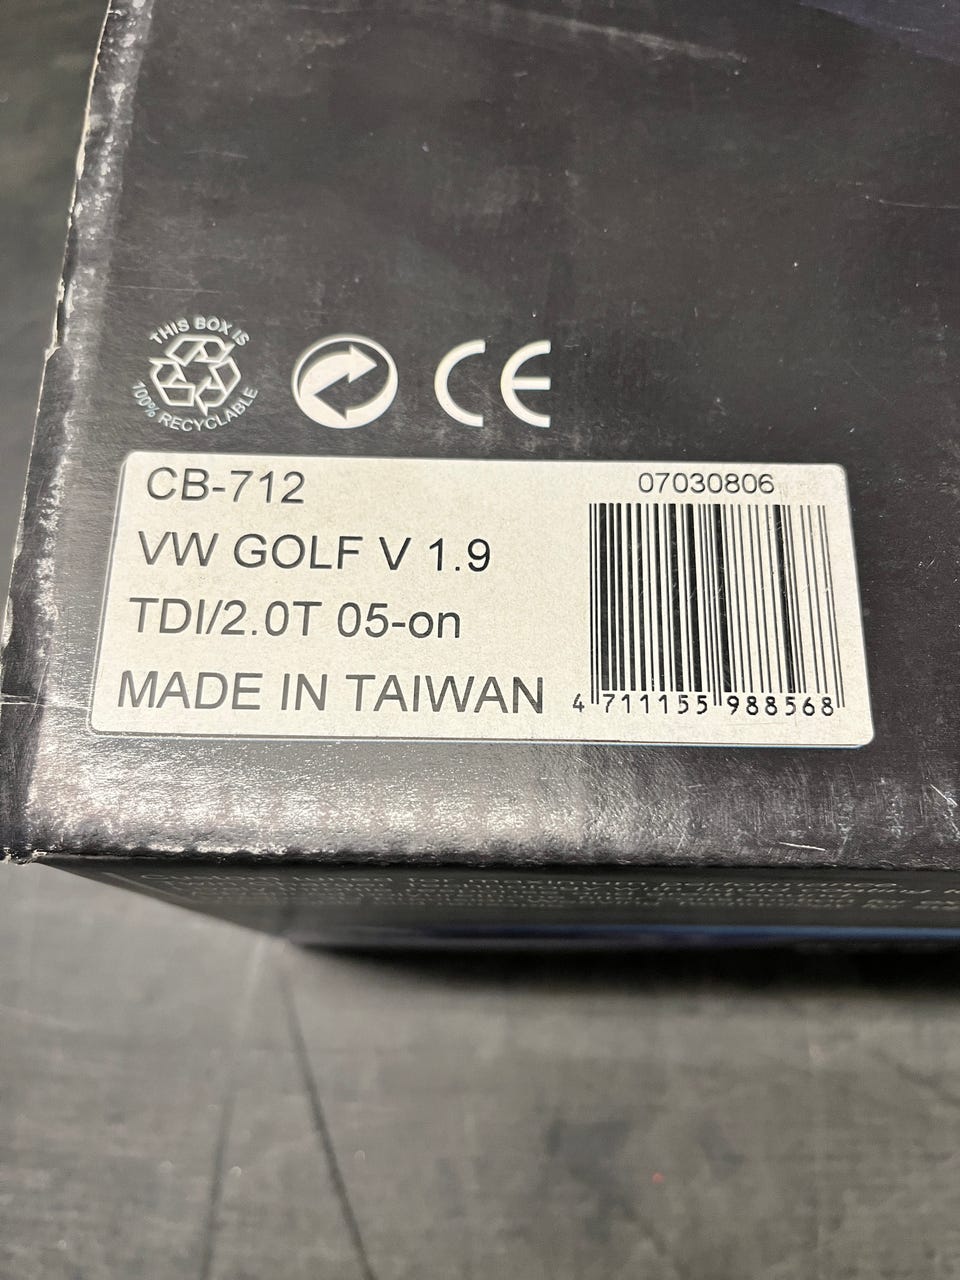 THIS BOX IS
100% RECYCLABLE
CE
CB-712
07030806
VW GOLF V 1.9
TDI/2.0T 05-on
MADE IN TAIWAN
4 711155 988568